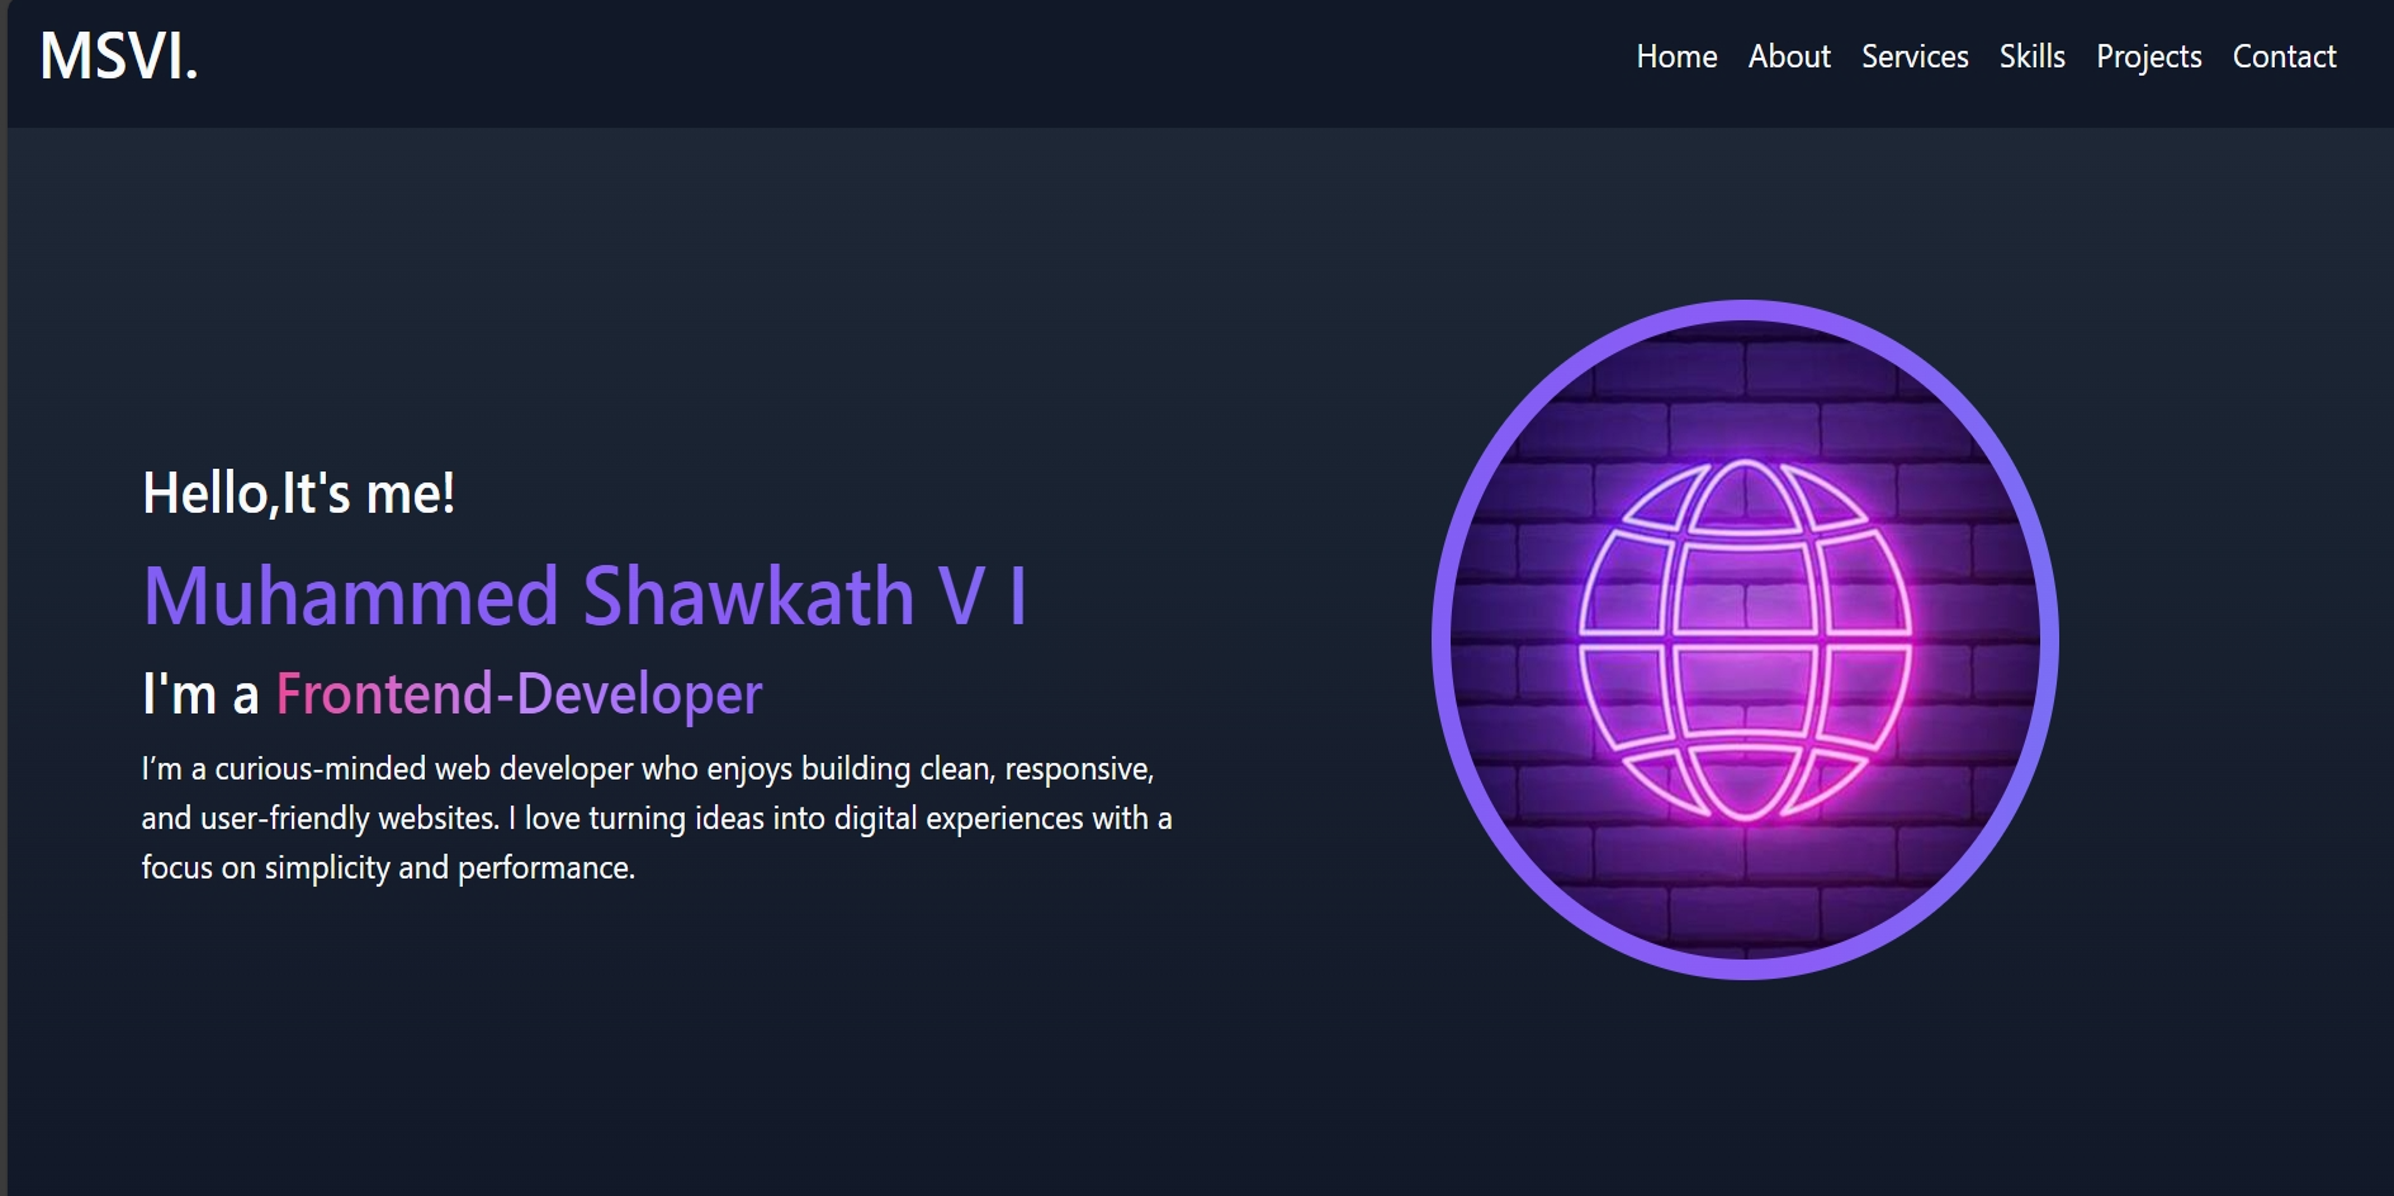 MSVI.
Home About Services Skills Projects Contact
Hello,It's me!
Muhammed Shawkath V I
I'm a Frontend-Developer
I’m a curious-minded web developer who enjoys building clean, responsive,
and user-friendly websites. I love turning ideas into digital experiences with a
focus on simplicity and performance.